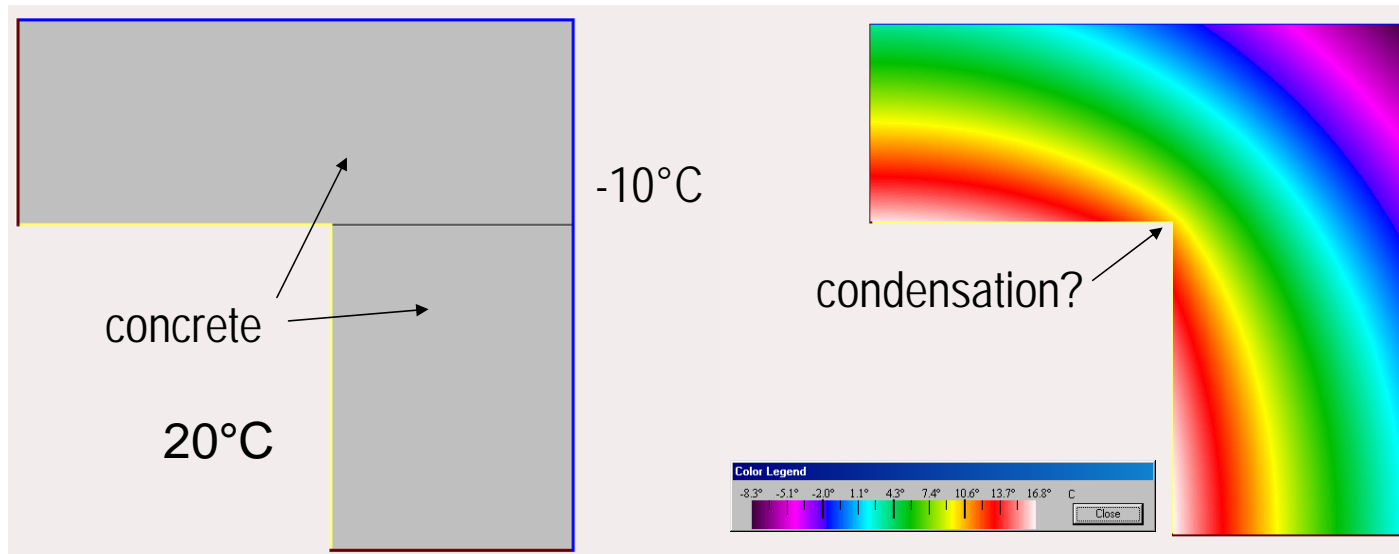 -10°C
concrete
20°C
condensation?
Color Legend
-8.3° -5.1° -2.0° 1.1° 4.3° 7.4° 10.6° 13.7° 16.8° C
Close